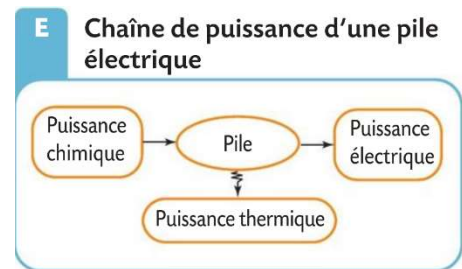 E
Chaîne de puissance d’une pile
électrique
Puissance
chimique
Pile
Puissance
électrique
Puissance thermique